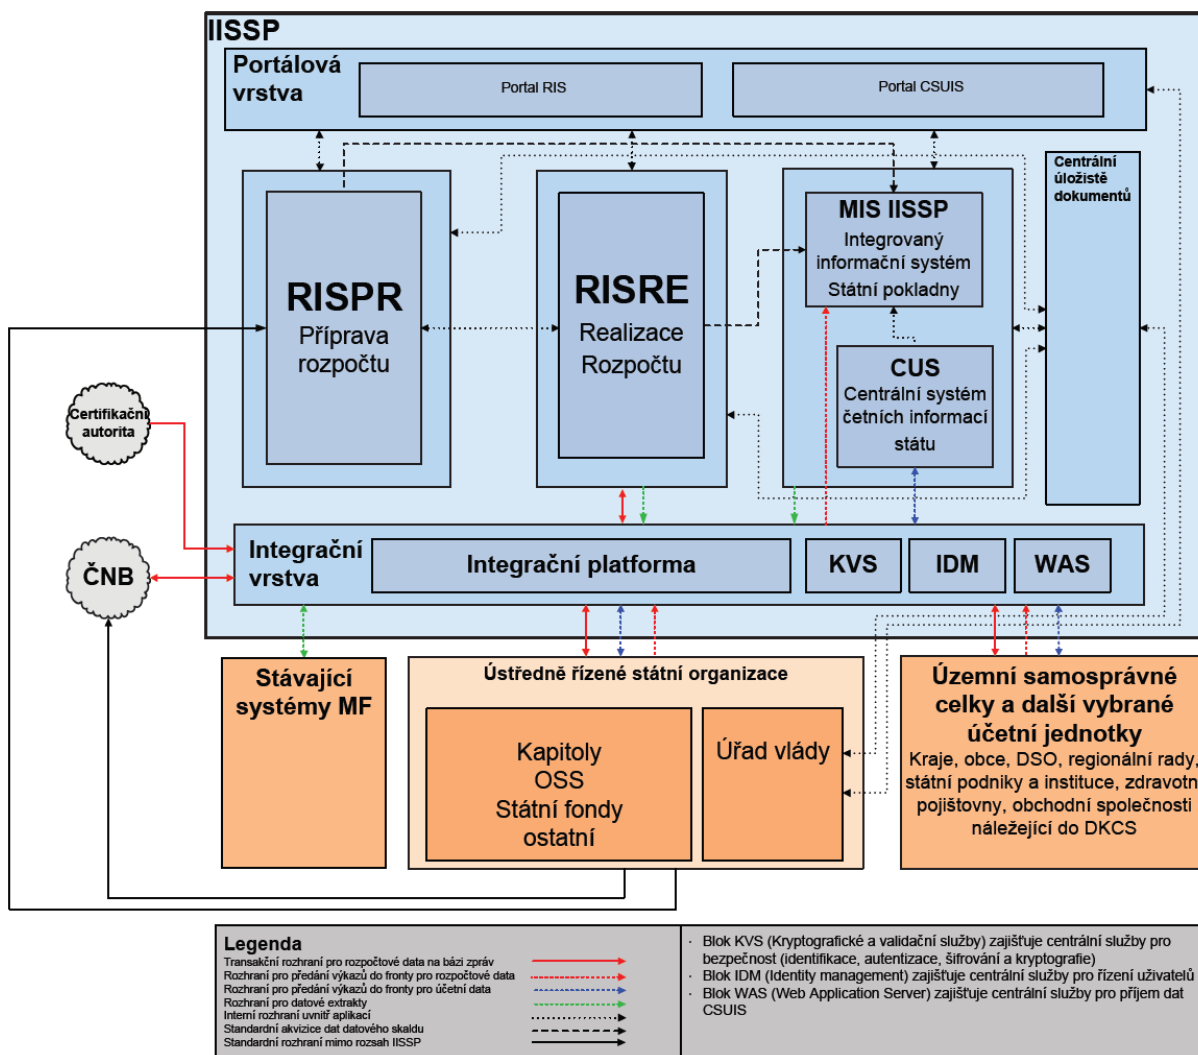 IISSP
Portálová
vrstva
Portal RIS
Portal CSUIS
Centrální
úložistě
dokumentů
RISPR
Příprava
rozpočtu
RISRE
Realizace
Rozpočtu
MIS IISSP
Integrovaný
informační systém
Státní pokladny
CUS
Centrální systém
četních informací
státu
Certifikační
autorita
ČNB
Integrační
vrstva
Integrační platforma
KVS
IDM
WAS
Stávající
systémy MF
Ústředně řízené státní organizace
Kapitoly
OSS
Státní fondy
ostatní
Úřad vlády
Územní samosprávné
celky a další vybrané
účetní jednotky
Kraje, obce, DSO, regionální rady,
státní podniky a instituce, zdravotn
pojištovny, obchodní společnosti
náležející do DKCS
Legenda
Transakční rozhraní pro rozpočtové data na bázi zpráv
Rozhraní pro předání výkazů do fronty pro rozpočtové data
Rozhraní pro předání výkazů do fronty pro účetní data
Rozhraní pro datové extrakty
Interní rozhraní uvnitř aplikací
Standardní akvizice dat datového skaldu
Standardní rozhraní mimo rozsah IISSP
· Blok KVS (Kryptografické a validační služby) zajišťuje centrální služby pro
bezpečnost (identifikace, autentizace, šifrování a kryptografie)
· Blok IDM (Identity management) zajišťuje centrální služby pro řízení uživatelů
· Blok WAS (Web Application Server) zajišťuje centrální služby pro příjem dat
CSUIS